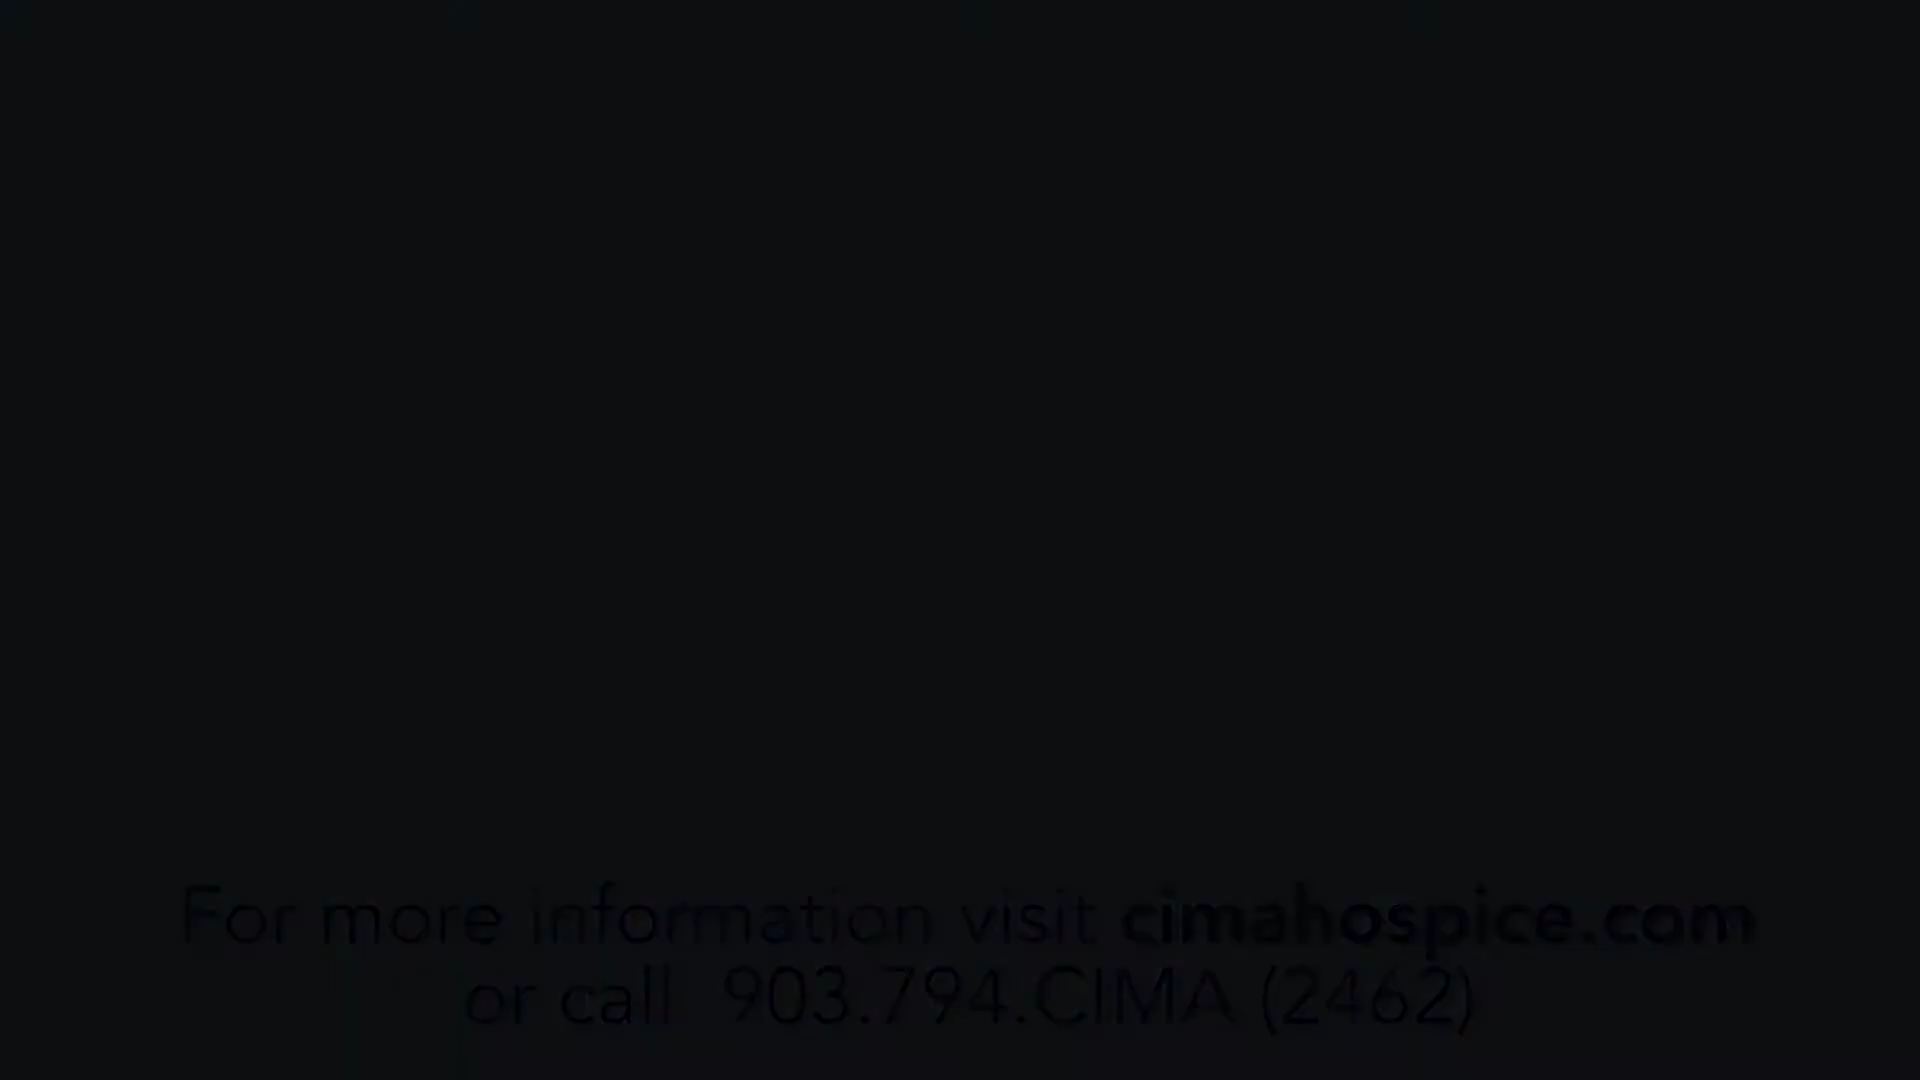 For more information visit cimahospice.com
or call 903.794.CIMA (2462)